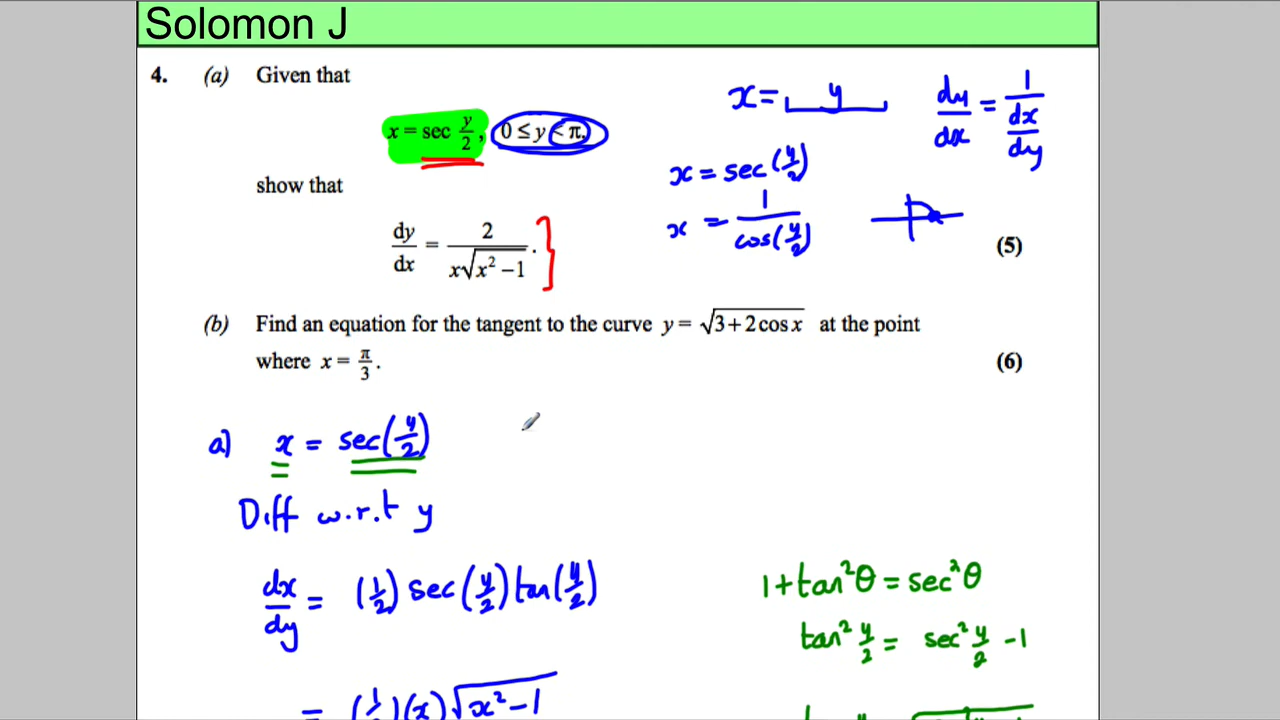 Solomon J
4. (a) Given that
x = sec y/2, 0 ≤ y < π,
show that
dy/dx = 2/(x√(x² − 1)).
(5)
x = y
dy/dx = 1/(dx/dy)
x = sec(y/2)
x = 1/cos(y/2)
(b) Find an equation for the tangent to the curve y = √(3 + 2 cos x) at the point
where x = π/3.
(6)
a) x = sec(y/2)
Diff w.r.t y
dx/dy = (1/2) sec(y/2) tan(y/2)
= (1/2)(x)√(x² − 1)
1 + tan²θ = sec²θ
tan² y/2 = sec² y/2 − 1